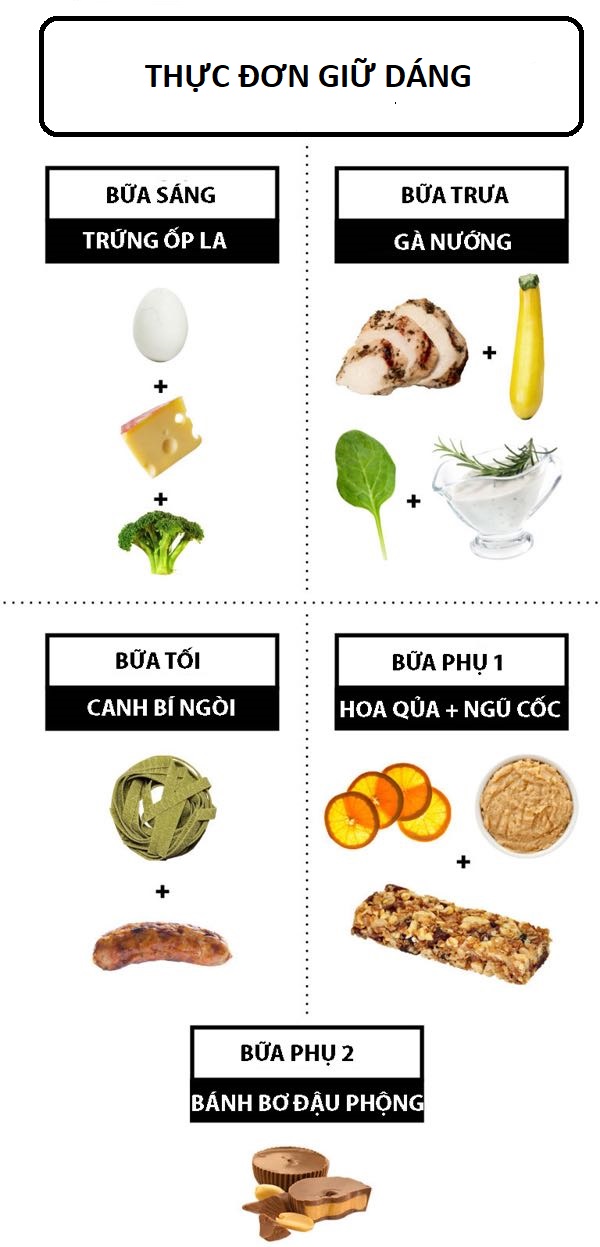 THỰC ĐƠN GIỮ DÁNG
BỮA SÁNG
TRỨNG ỐP LA
BỮA TRƯA
GÀ NƯỚNG
+
+
+
+
BỮA TỐI
CANH BÍ NGÒI
BỮA PHỤ 1
HOA QỦA + NGŨ CỐC
+
+
BỮA PHỤ 2
BÁNH BƠ ĐẬU PHỘNG